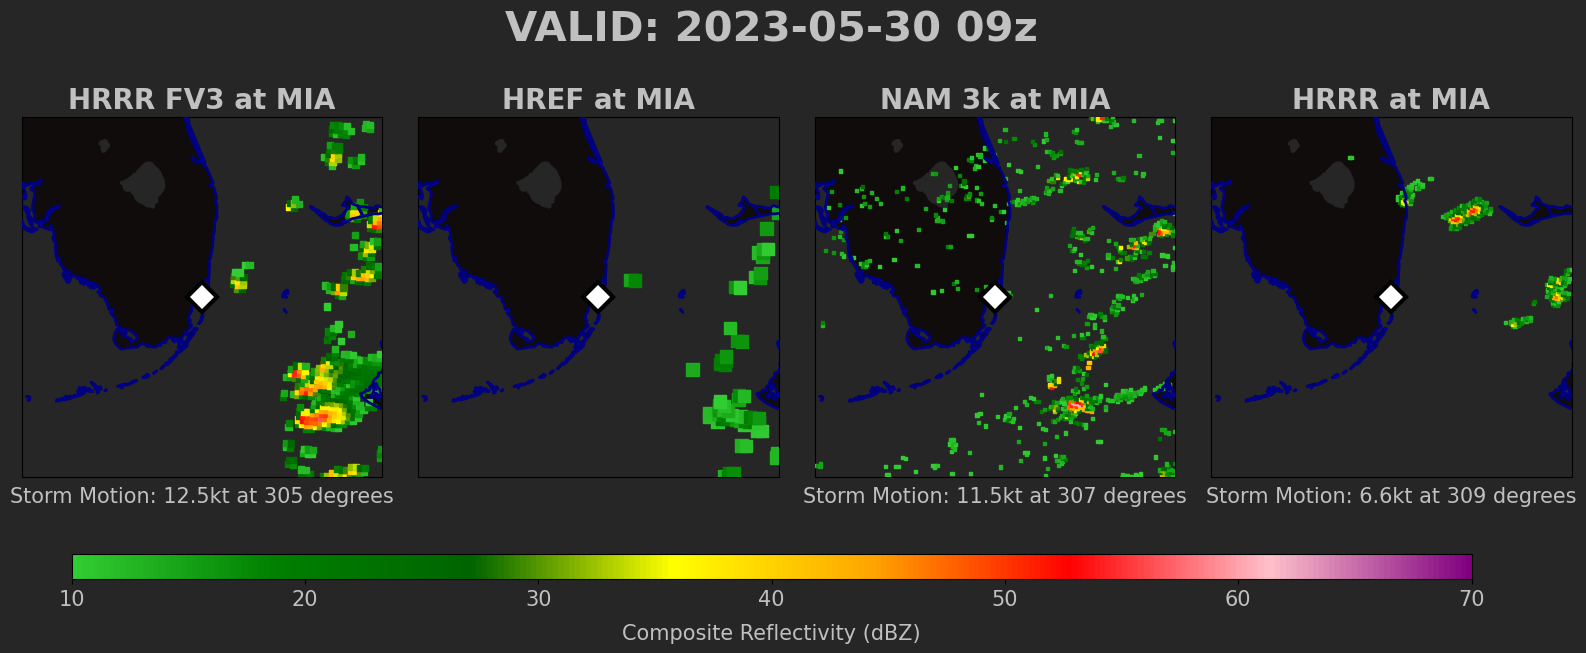 VALID: 2023-05-30 09z
HRRR FV3 at MIA
HREF at MIA
NAM 3k at MIA
HRRR at MIA
Storm Motion: 12.5kt at 305 degrees
Storm Motion: 11.5kt at 307 degrees
Storm Motion: 6.6kt at 309 degrees
10 20 30 40 50 60 70
Composite Reflectivity (dBZ)